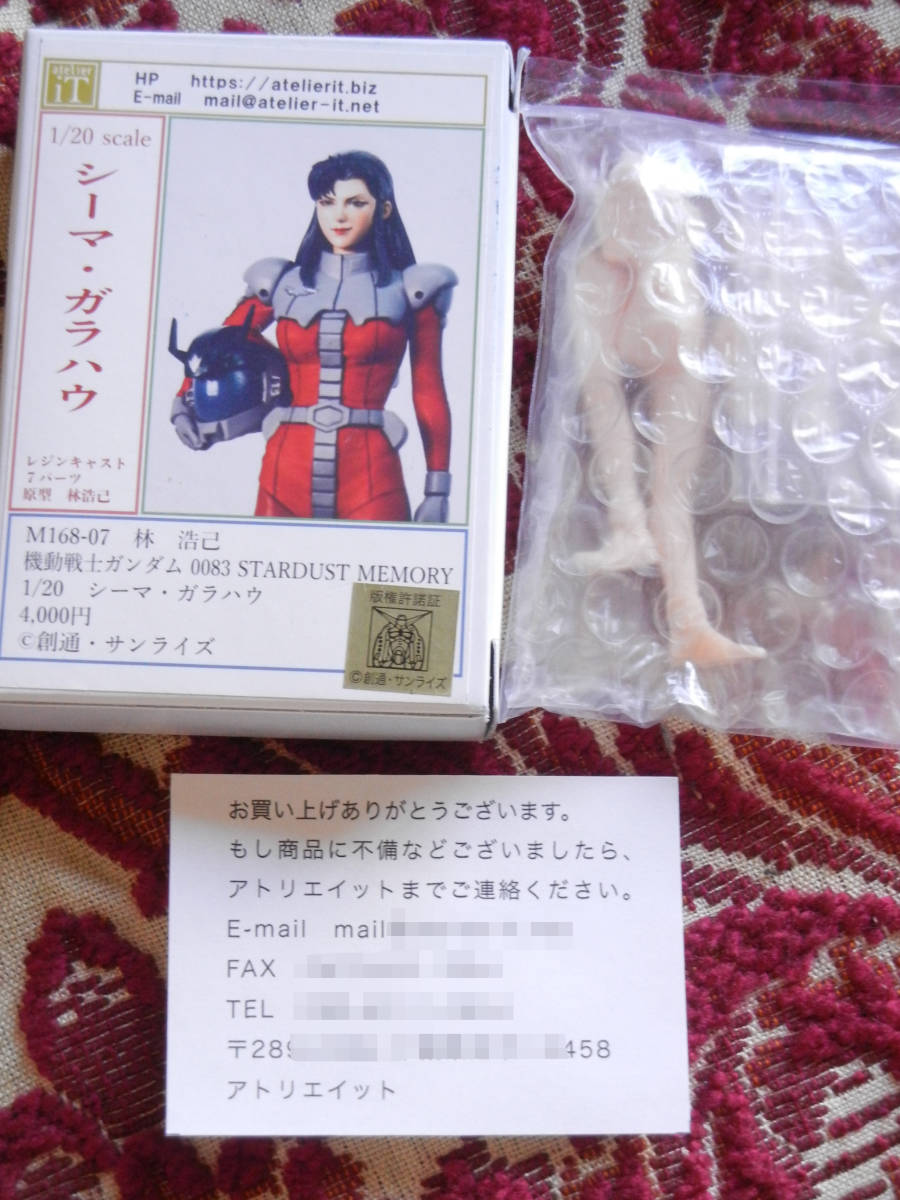 atelier
iT
HP https://atelierit.biz
E-mail mail@atelier-it.net
1/20 scale
シーマ・ガラハウ
レジンキャスト
7パーツ
原型 林浩己
M168-07 林 浩己
機動戦士ガンダム 0083 STARDUST MEMORY
1/20 シーマ・ガラハウ
4,000円
©創通・サンライズ
版権許諾証
©創通・サンライズ
お買い上げありがとうございます。
もし商品に不備などございましたら、
アトリエイットまでご連絡ください。
E-mail mail
FAX
TEL
〒289 458
アトリエイット